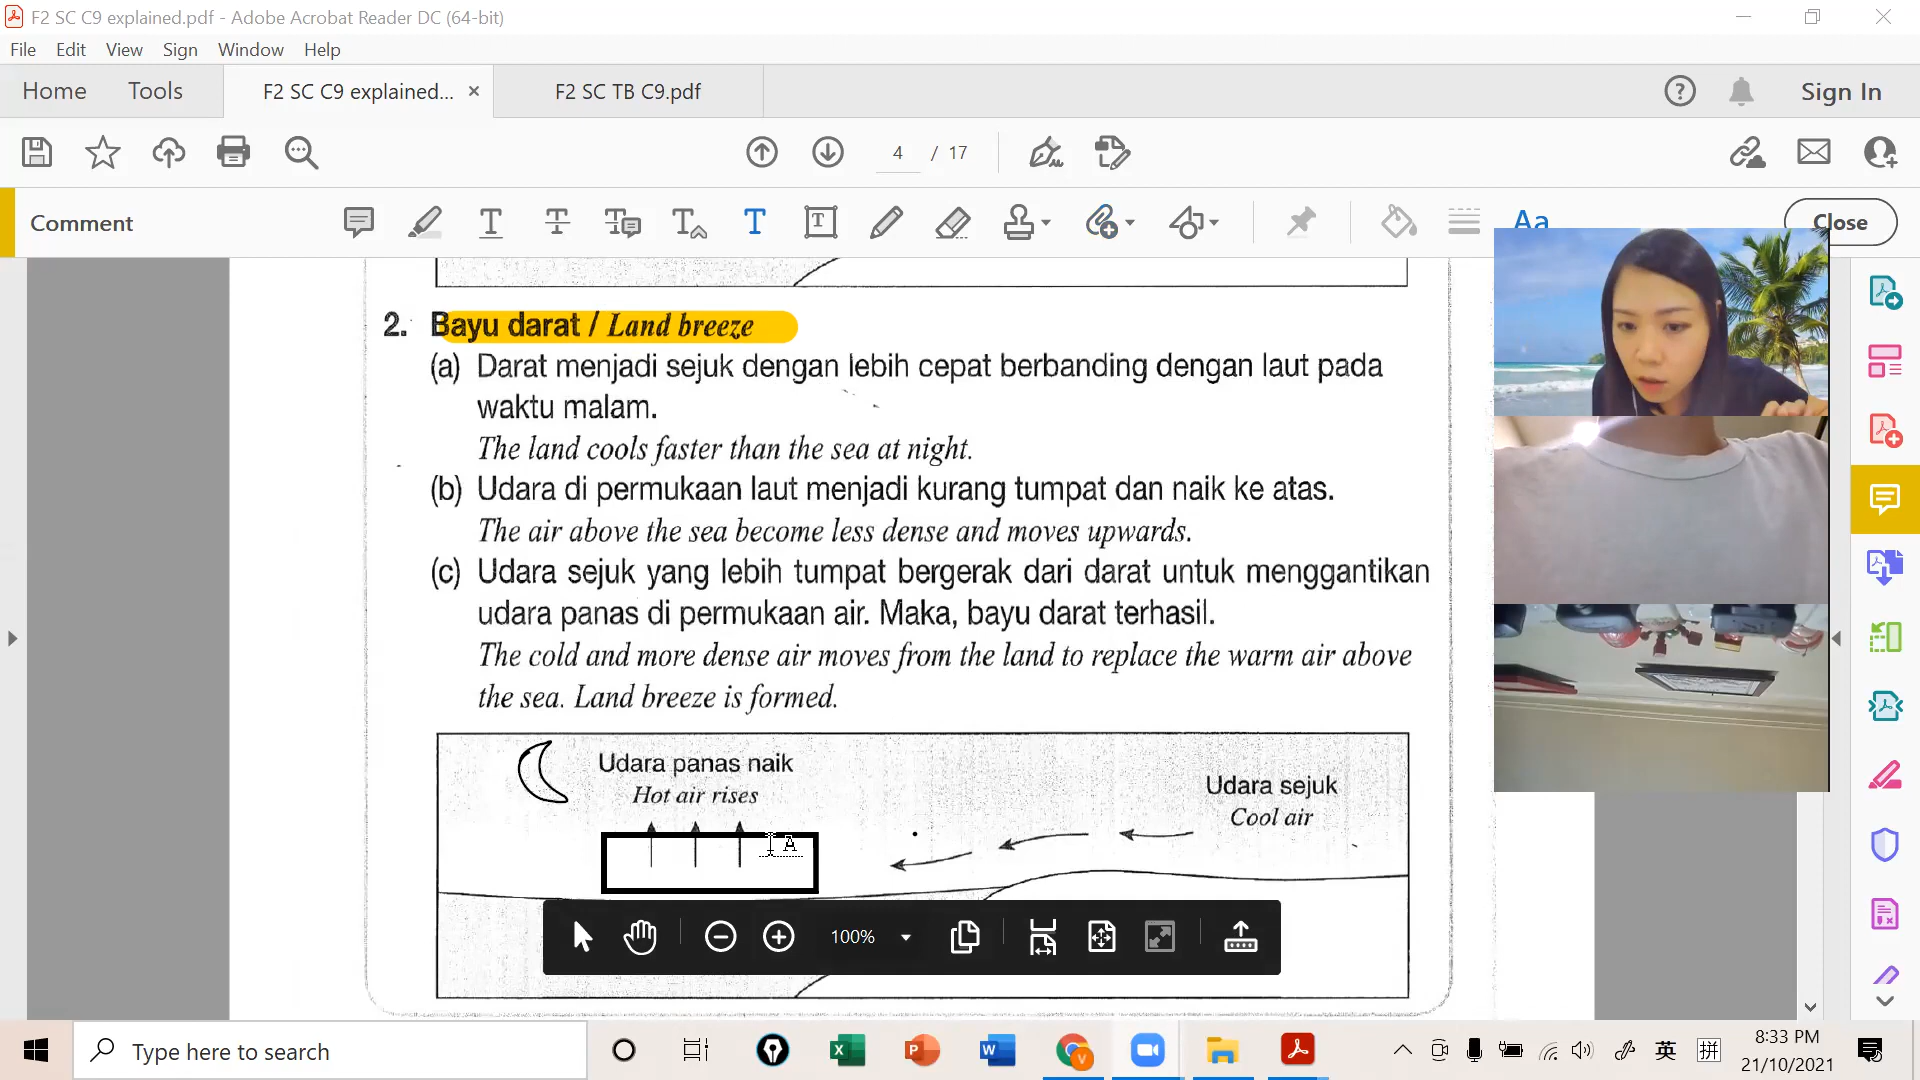 F2 SC C9 explained.pdf - Adobe Acrobat Reader DC (64-bit)
File Edit View Sign Window Help
Home Tools F2 SC C9 explained... × F2 SC TB C9.pdf Sign In
4 / 17
Comment Aa Close
2. Bayu darat / Land breeze
(a) Darat menjadi sejuk dengan lebih cepat berbanding dengan laut pada
waktu malam.
The land cools faster than the sea at night.
(b) Udara di permukaan laut menjadi kurang tumpat dan naik ke atas.
The air above the sea become less dense and moves upwards.
(c) Udara sejuk yang lebih tumpat bergerak dari darat untuk menggantikan
udara panas di permukaan air. Maka, bayu darat terhasil.
The cold and more dense air moves from the land to replace the warm air above
the sea. Land breeze is formed.
Udara panas naik
Hot air rises
Udara sejuk
Cool air
100%
Type here to search
英 拼
8:33 PM
21/10/2021